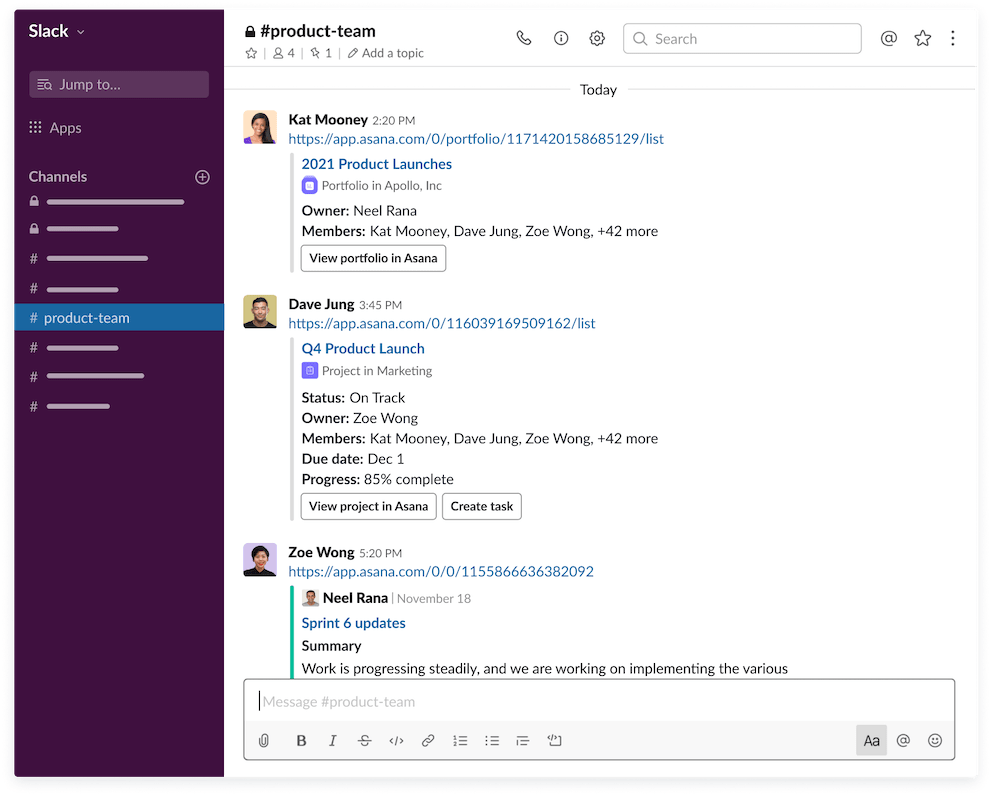 Slack
Jump to...
Apps
Channels
# product-team
#product-team
4 | 1 | Add a topic
Search
Today
Kat Mooney 2:20 PM
https://app.asana.com/0/portfolio/1171420158685129/list
2021 Product Launches
Portfolio in Apollo, Inc
Owner: Neel Rana
Members: Kat Mooney, Dave Jung, Zoe Wong, +42 more
View portfolio in Asana
Dave Jung 3:45 PM
https://app.asana.com/0/116039169509162/list
Q4 Product Launch
Project in Marketing
Status: On Track
Owner: Zoe Wong
Members: Kat Mooney, Dave Jung, Zoe Wong, +42 more
Due date: Dec 1
Progress: 85% complete
View project in Asana Create task
Zoe Wong 5:20 PM
https://app.asana.com/0/0/1155866636382092
Neel Rana | November 18
Sprint 6 updates
Summary
Work is progressing steadily, and we are working on implementing the various
Message #product-team
B I S </> Aa @